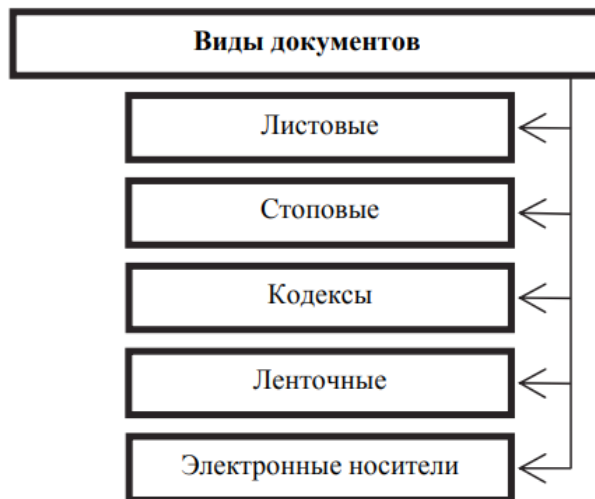 Виды документов
Листовые
Стоповые
Кодексы
Ленточные
Электронные носители